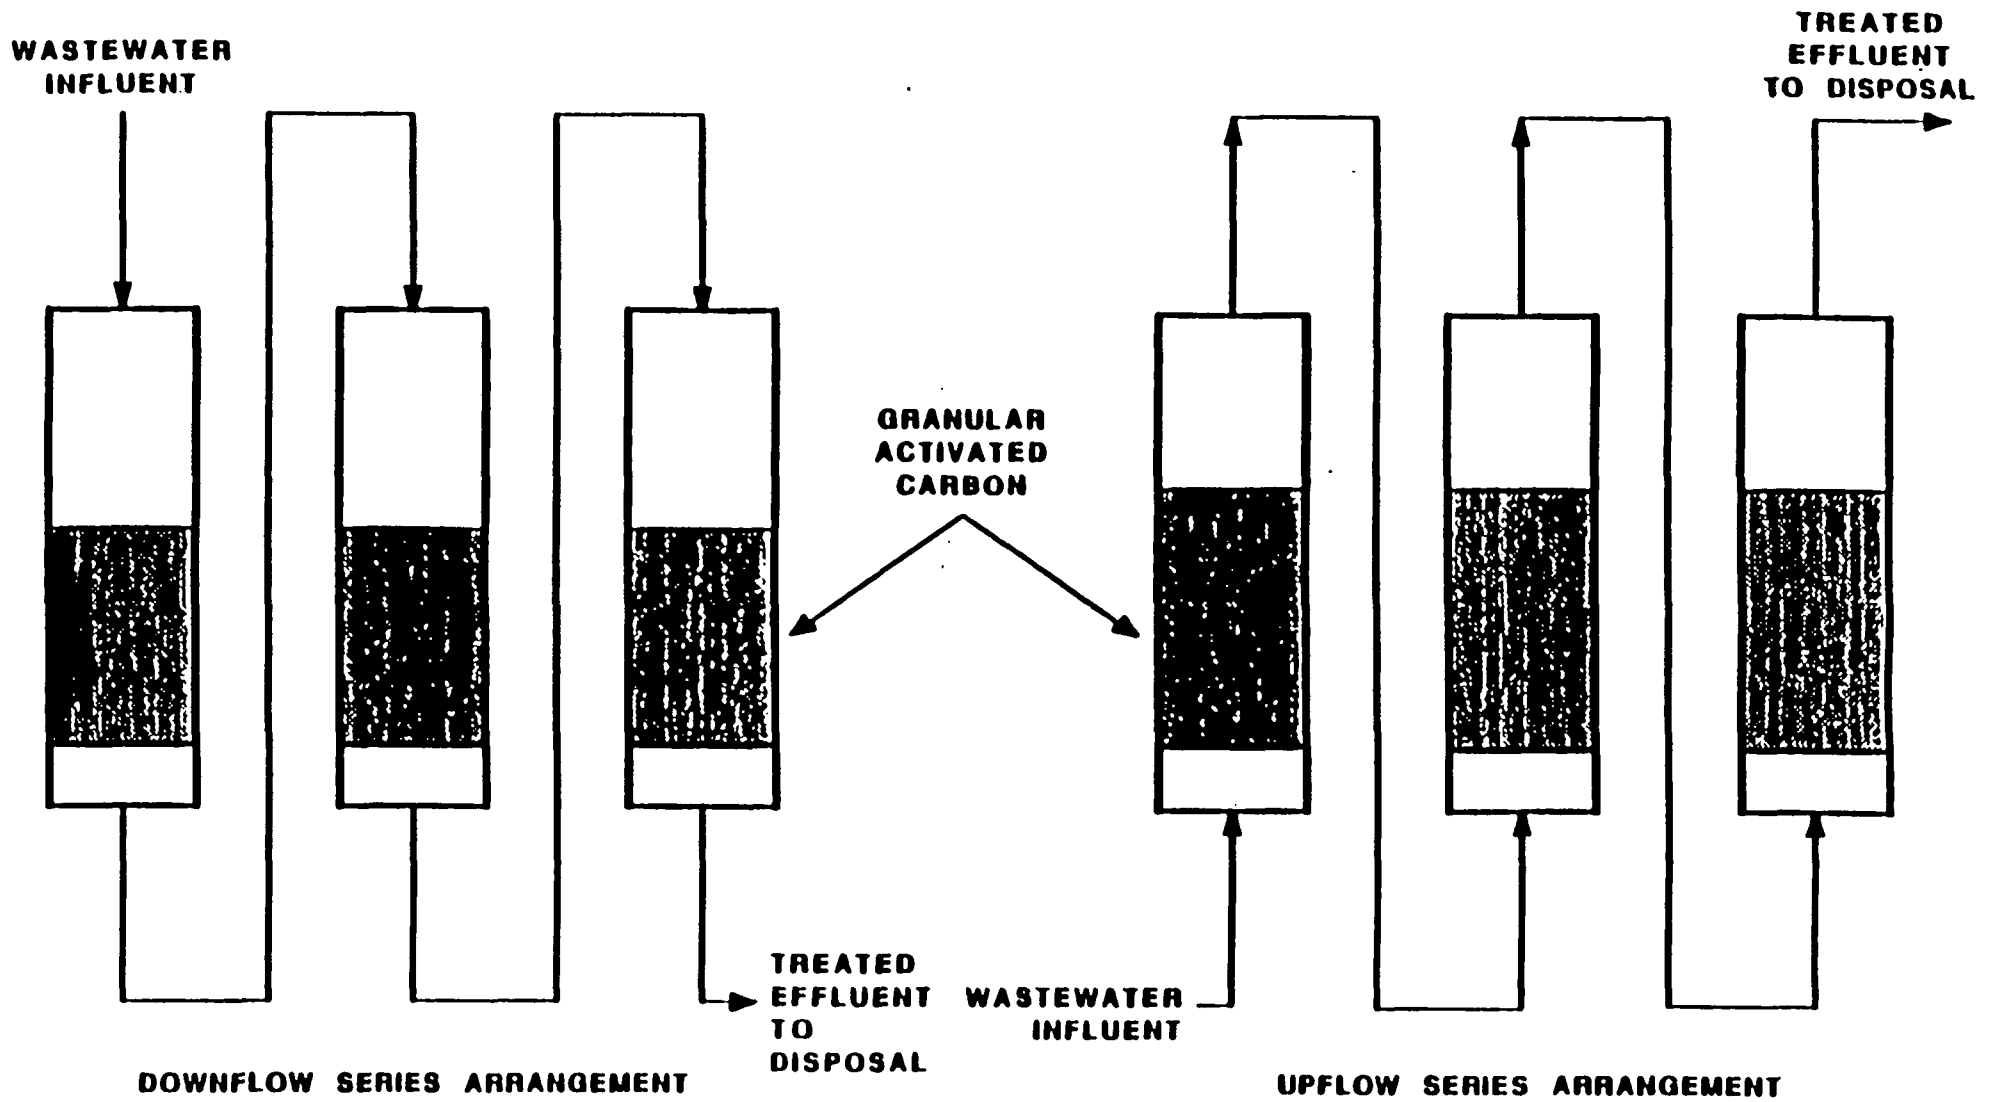 WASTEWATER
INFLUENT
TREATED
EFFLUENT
TO DISPOSAL
GRANULAR
ACTIVATED
CARBON
TREATED
EFFLUENT
TO
DISPOSAL
WASTEWATER
INFLUENT
DOWNFLOW SERIES ARRANGEMENT
UPFLOW SERIES ARRANGEMENT